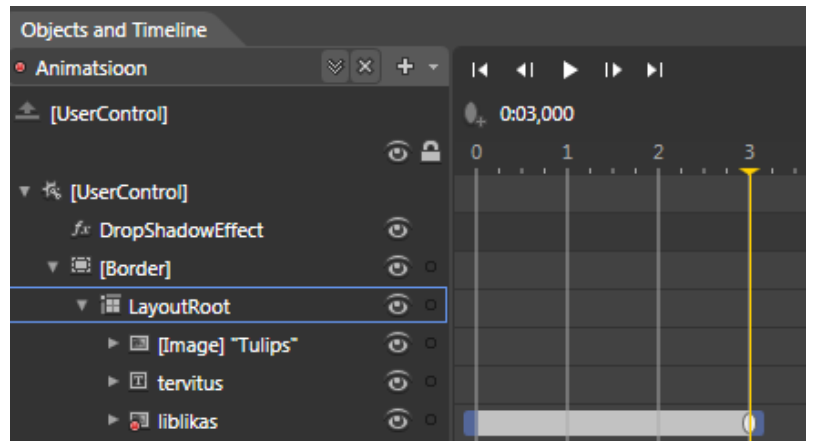 Objects and Timeline
Animatsioon
[UserControl]
0:03,000
0 1 2 3
[UserControl]
fx DropShadowEffect
[Border]
LayoutRoot
[Image] "Tulips"
T tervitus
liblikas